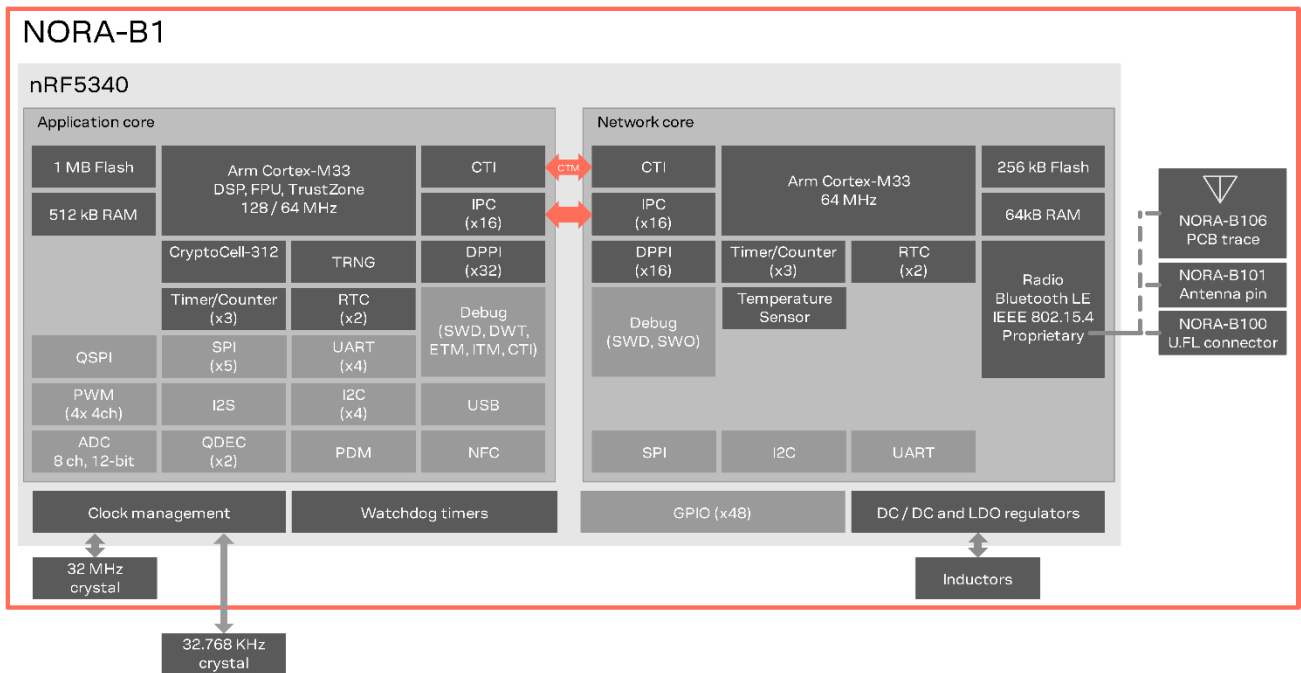 NORA-B1
nRF5340
Application core
1 MB Flash
512 kB RAM
Arm Cortex-M33
DSP, FPU, TrustZone
128 / 64 MHz
CTI
IPC
(x16)
CryptoCell-312
TRNG
DPPI
(x32)
Timer/Counter
(x3)
RTC
(x2)
Debug
(SWD, DWT,
ETM, ITM, CTI)
QSPI
SPI
(x5)
UART
(x4)
PWM
(4x 4ch)
I2S
I2C
(x4)
USB
ADC
8 ch, 12-bit
QDEC
(x2)
PDM
NFC
CTM
Network core
CTI
IPC
(x16)
Arm Cortex-M33
64 MHz
256 kB Flash
64kB RAM
DPPI
(x16)
Timer/Counter
(x3)
RTC
(x2)
Radio
Bluetooth LE
IEEE 802.15.4
Proprietary
Debug
(SWD, SWO)
Temperature
Sensor
SPI
I2C
UART
Clock management
Watchdog timers
GPIO (x48)
DC / DC and LDO regulators
NORA-B106
PCB trace
NORA-B101
Antenna pin
NORA-B100
U.FL connector
32 MHz
crystal
Inductors
32.768 KHz
crystal